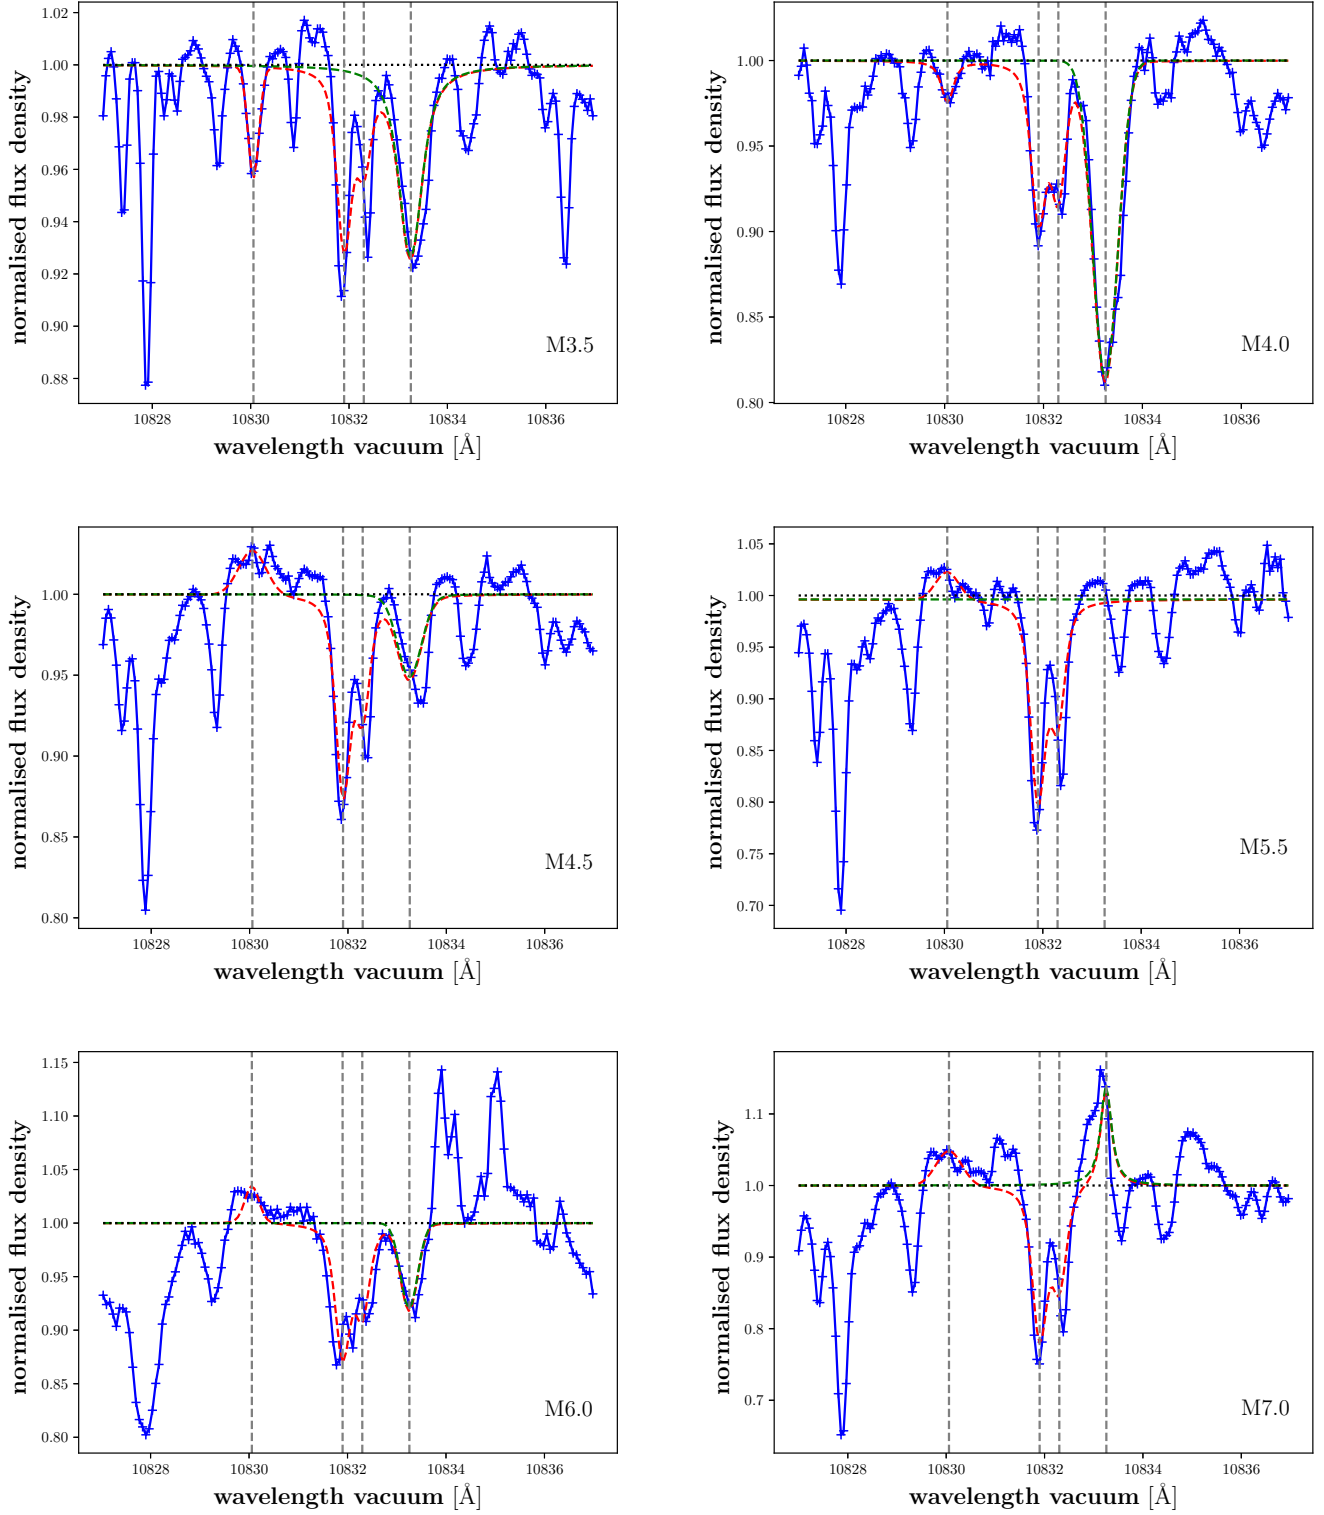 1.02
1.00
0.98
0.96
0.94
0.92
0.90
0.88
normalised flux density
M3.5
10828 10830 10832 10834 10836
wavelength vacuum [Å]
1.00
0.95
0.90
0.85
0.80
normalised flux density
M4.0
10828 10830 10832 10834 10836
wavelength vacuum [Å]
1.00
0.95
0.90
0.85
0.80
normalised flux density
M4.5
10828 10830 10832 10834 10836
wavelength vacuum [Å]
1.05
1.00
0.95
0.90
0.85
0.80
0.75
0.70
normalised flux density
M5.5
10828 10830 10832 10834 10836
wavelength vacuum [Å]
1.15
1.10
1.05
1.00
0.95
0.90
0.85
0.80
normalised flux density
M6.0
10828 10830 10832 10834 10836
wavelength vacuum [Å]
1.1
1.0
0.9
0.8
0.7
normalised flux density
M7.0
10828 10830 10832 10834 10836
wavelength vacuum [Å]